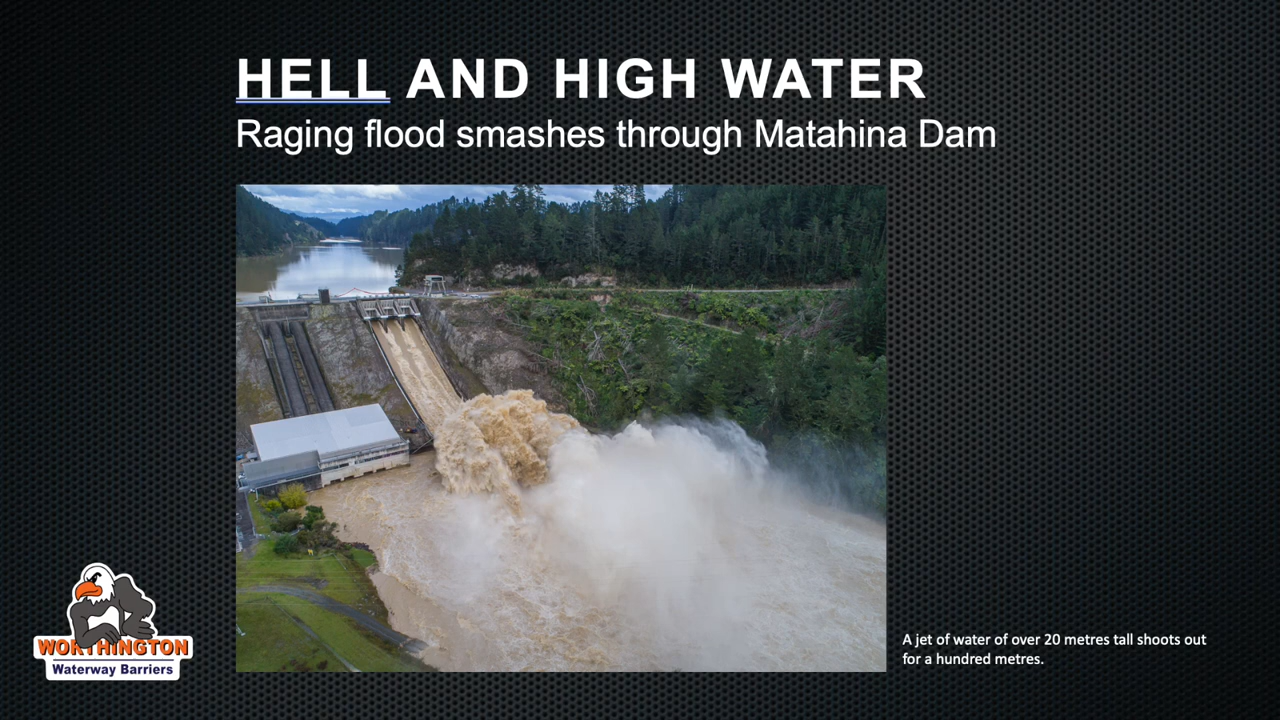 HELL AND HIGH WATER
Raging flood smashes through Matahina Dam
A jet of water of over 20 metres tall shoots out
for a hundred metres.
WORTHINGTON
Waterway Barriers